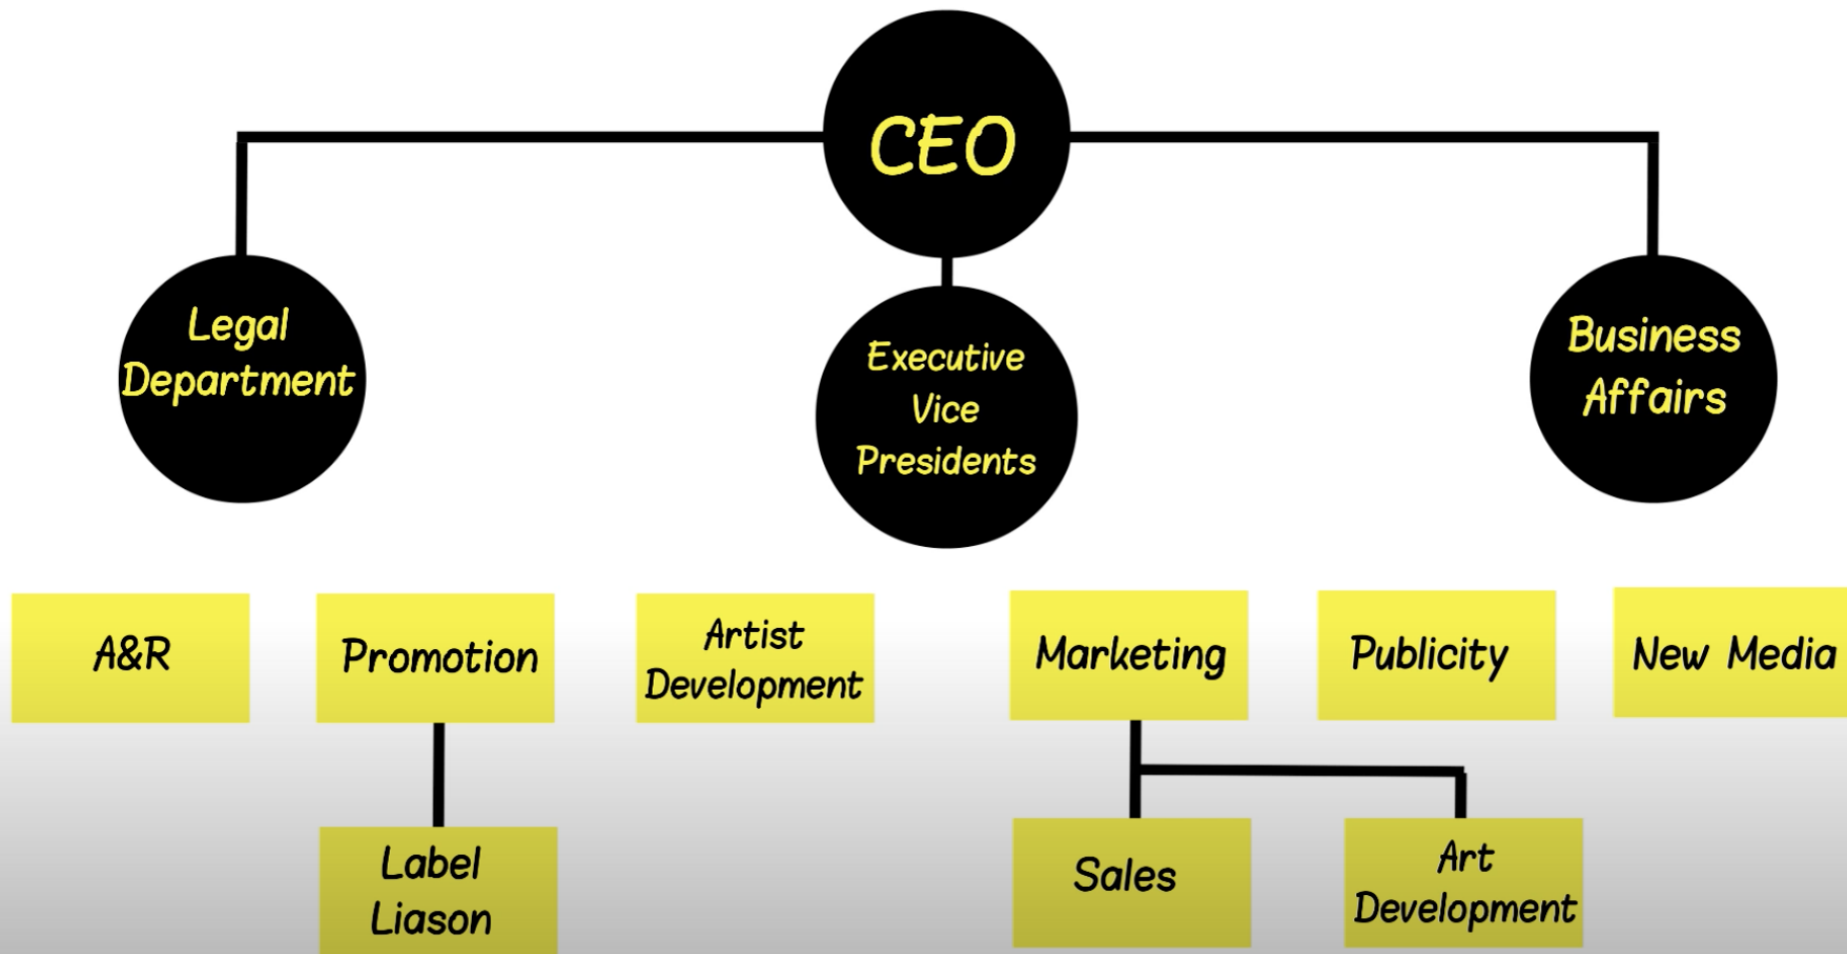 CEO
Legal
Department
Executive
Vice
Presidents
Business
Affairs
A&R
Promotion
Artist
Development
Marketing
Publicity
New Media
Label
Liason
Sales
Art
Development